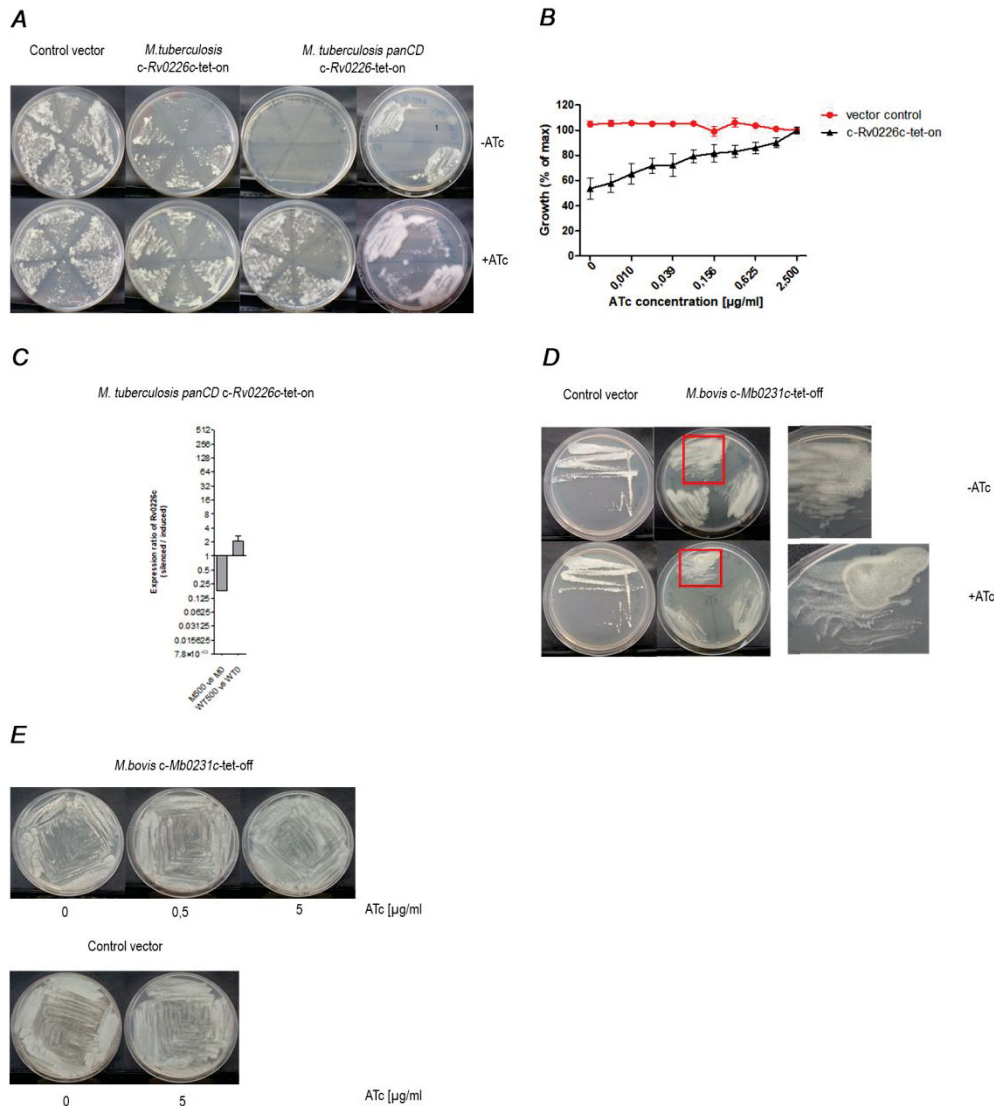 A
Control vector
M.tuberculosis
c-Rv0226c-tet-on
M. tuberculosis panCD
c-Rv0226-tet-on
1
-ATc
+ATc
B
120
100
80
60
40
20
0
Growth (% of max)
0
0,010
0,039
0,156
0,625
2,500
ATc concentration [µg/ml]
vector control
c-Rv0226c-tet-on
C
M. tuberculosis panCD c-Rv0226c-tet-on
Expression ratio of Rv0226c
(silenced / induced)
512
256
128
64
32
16
8
4
2
1
0.5
0.25
0.125
0.0625
0.03125
0.015625
M500 vs M0
WT500 vs WT0
D
Control vector
M.bovis c-Mb0231c-tet-off
-ATc
+ATc
E
M.bovis c-Mb0231c-tet-off
0
0,5
5
ATc [µg/ml
Control vector
0
5
ATc [µg/ml